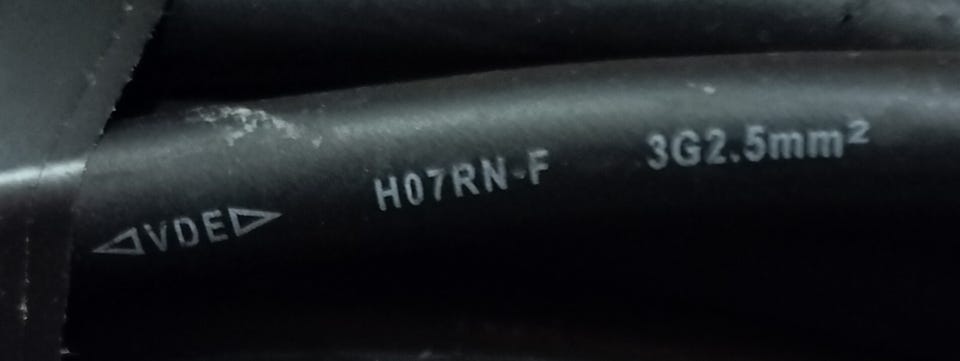 ◁VDE▷ H07RN-F 3G2.5mm²